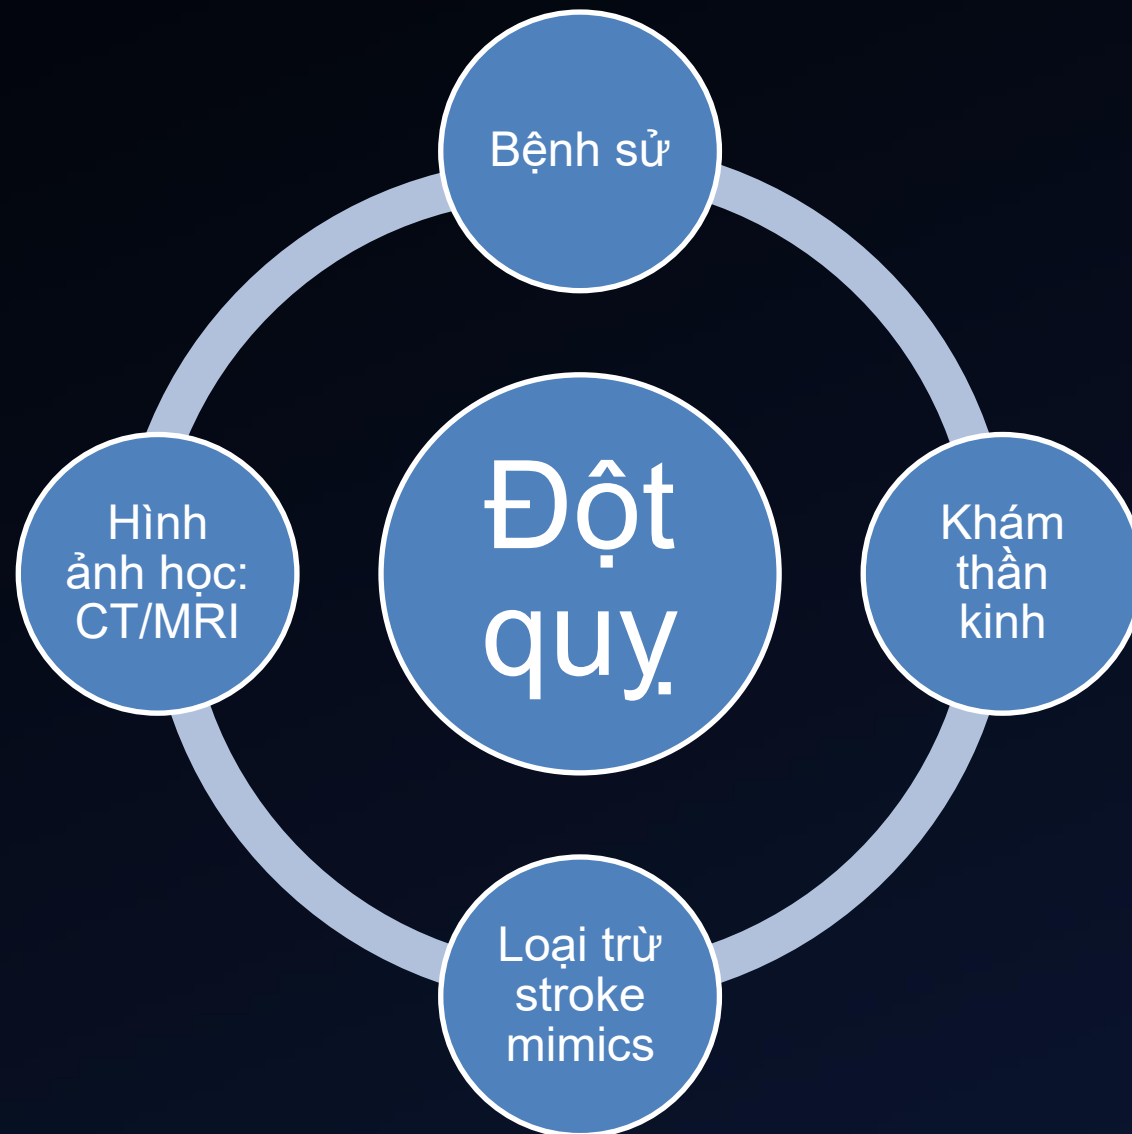 Bệnh sử
Đột
quỵ
Hình
ảnh học:
CT/MRI
Khám
thần
kinh
Loại trừ
stroke
mimics